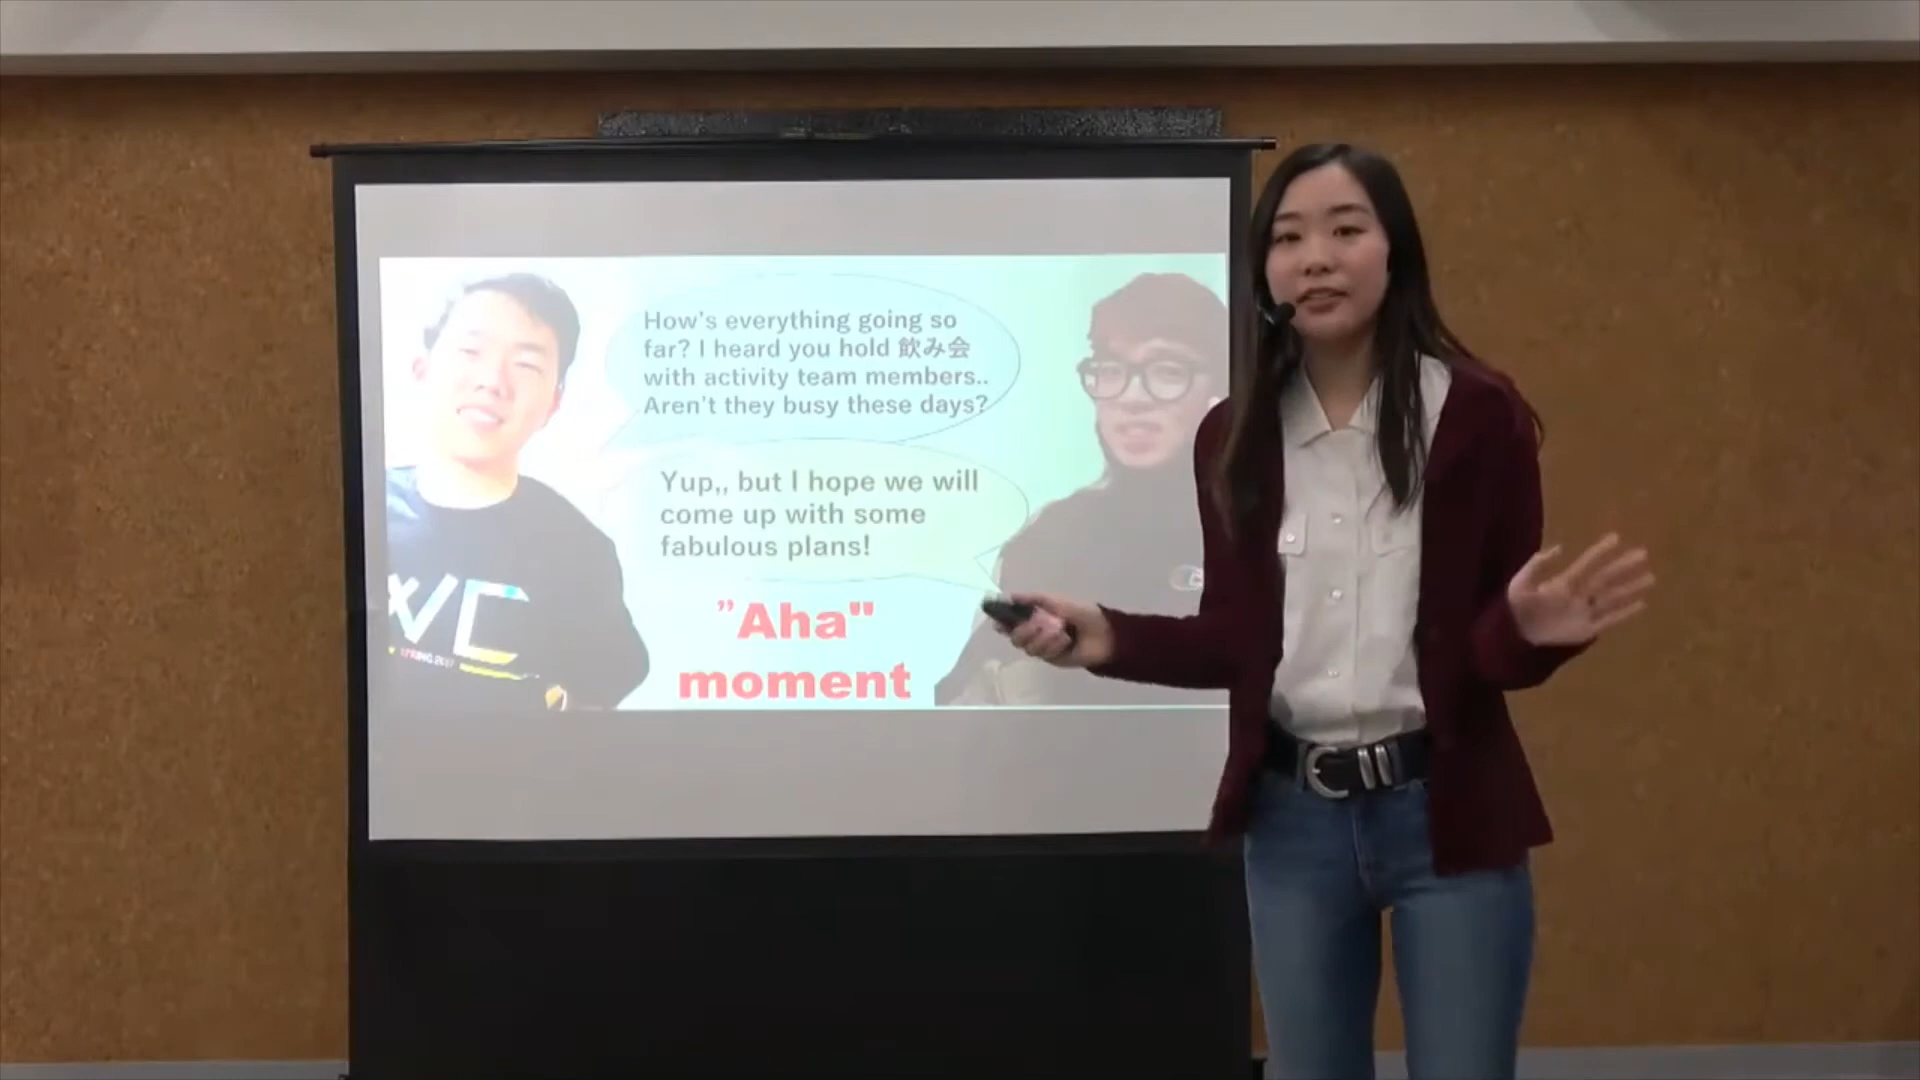 How's everything going so
far? I heard you hold 飲み会
with activity team members..
Aren't they busy these days?
Yup,, but I hope we will
come up with some
fabulous plans!
”Aha"
moment